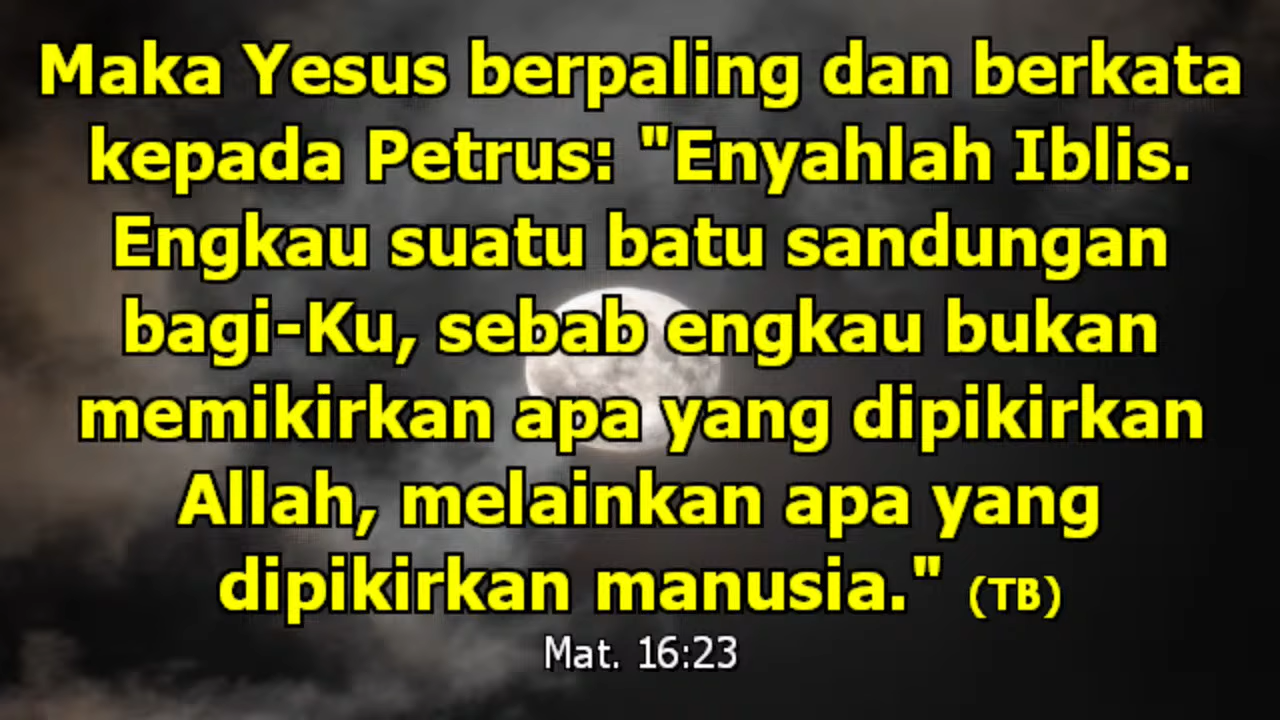 Maka Yesus berpaling dan berkata
kepada Petrus: "Enyahlah Iblis.
Engkau suatu batu sandungan
bagi-Ku, sebab engkau bukan
memikirkan apa yang dipikirkan
Allah, melainkan apa yang
dipikirkan manusia." (TB)
Mat. 16:23